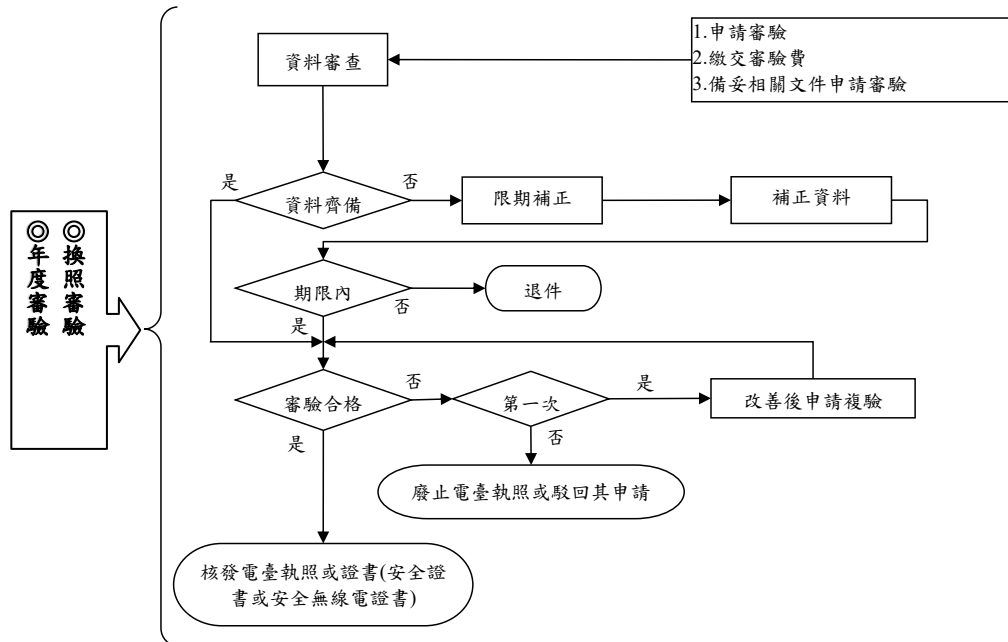 1.申請審驗
2.繳交審驗費
3.備妥相關文件申請審驗
資料審查
是
資料齊備
否
限期補正
補正資料
◎換照審驗
◎年度審驗
期限內
否
退件
是
審驗合格
否
第一次
是
改善後申請複驗
是
否
廢止電臺執照或駁回其申請
核發電臺執照或證書(安全證
書或安全無線電證書)